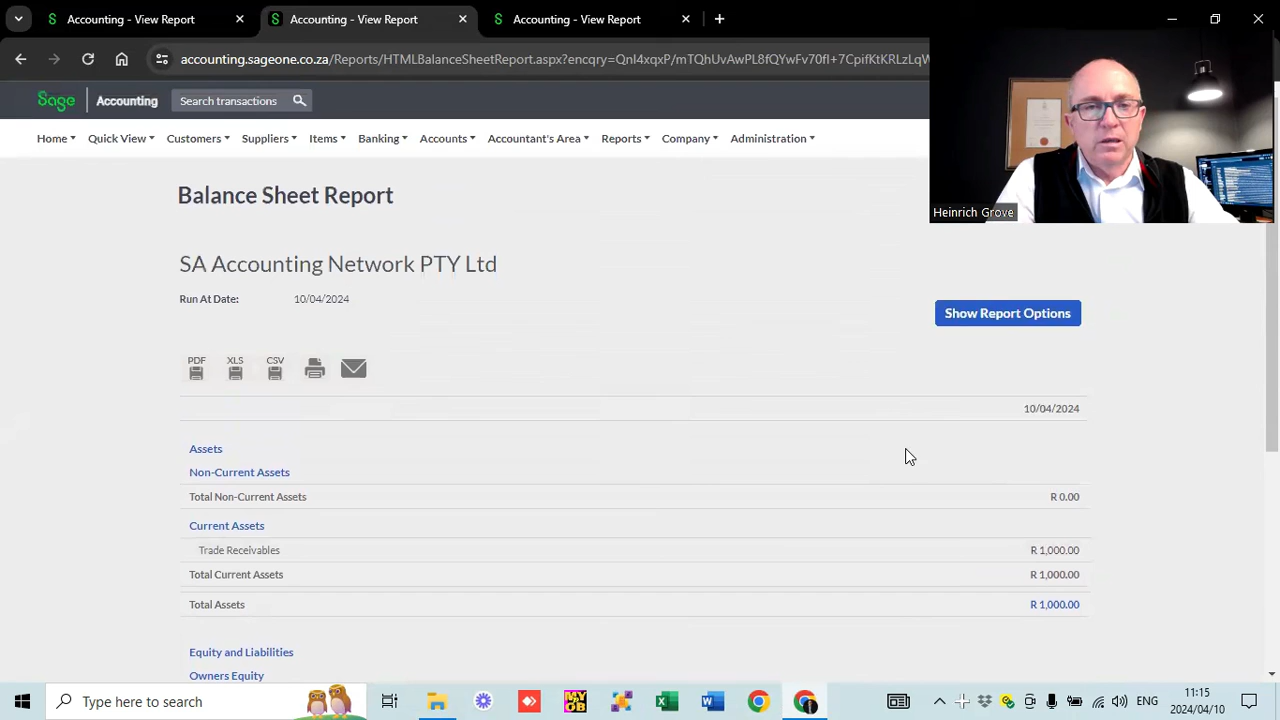 Accounting - View Report
Accounting - View Report
Accounting - View Report
accounting.sageone.co.za/Reports/HTMLBalanceSheetReport.aspx?encqry=
Sage Accounting Search transactions
Home Quick View Customers Suppliers Items Banking Accounts Accountant's Area Reports Company Administration
Heinrich Grove
Balance Sheet Report
SA Accounting Network PTY Ltd
Run At Date: 10/04/2024
Show Report Options
PDF XLS CSV
10/04/2024
Assets
Non-Current Assets
Total Non-Current Assets R 0.00
Current Assets
Trade Receivables R 1,000.00
Total Current Assets R 1,000.00
Total Assets R 1,000.00
Equity and Liabilities
Owners Equity
Type here to search
MY
OB
ENG
11:15
2024/04/10